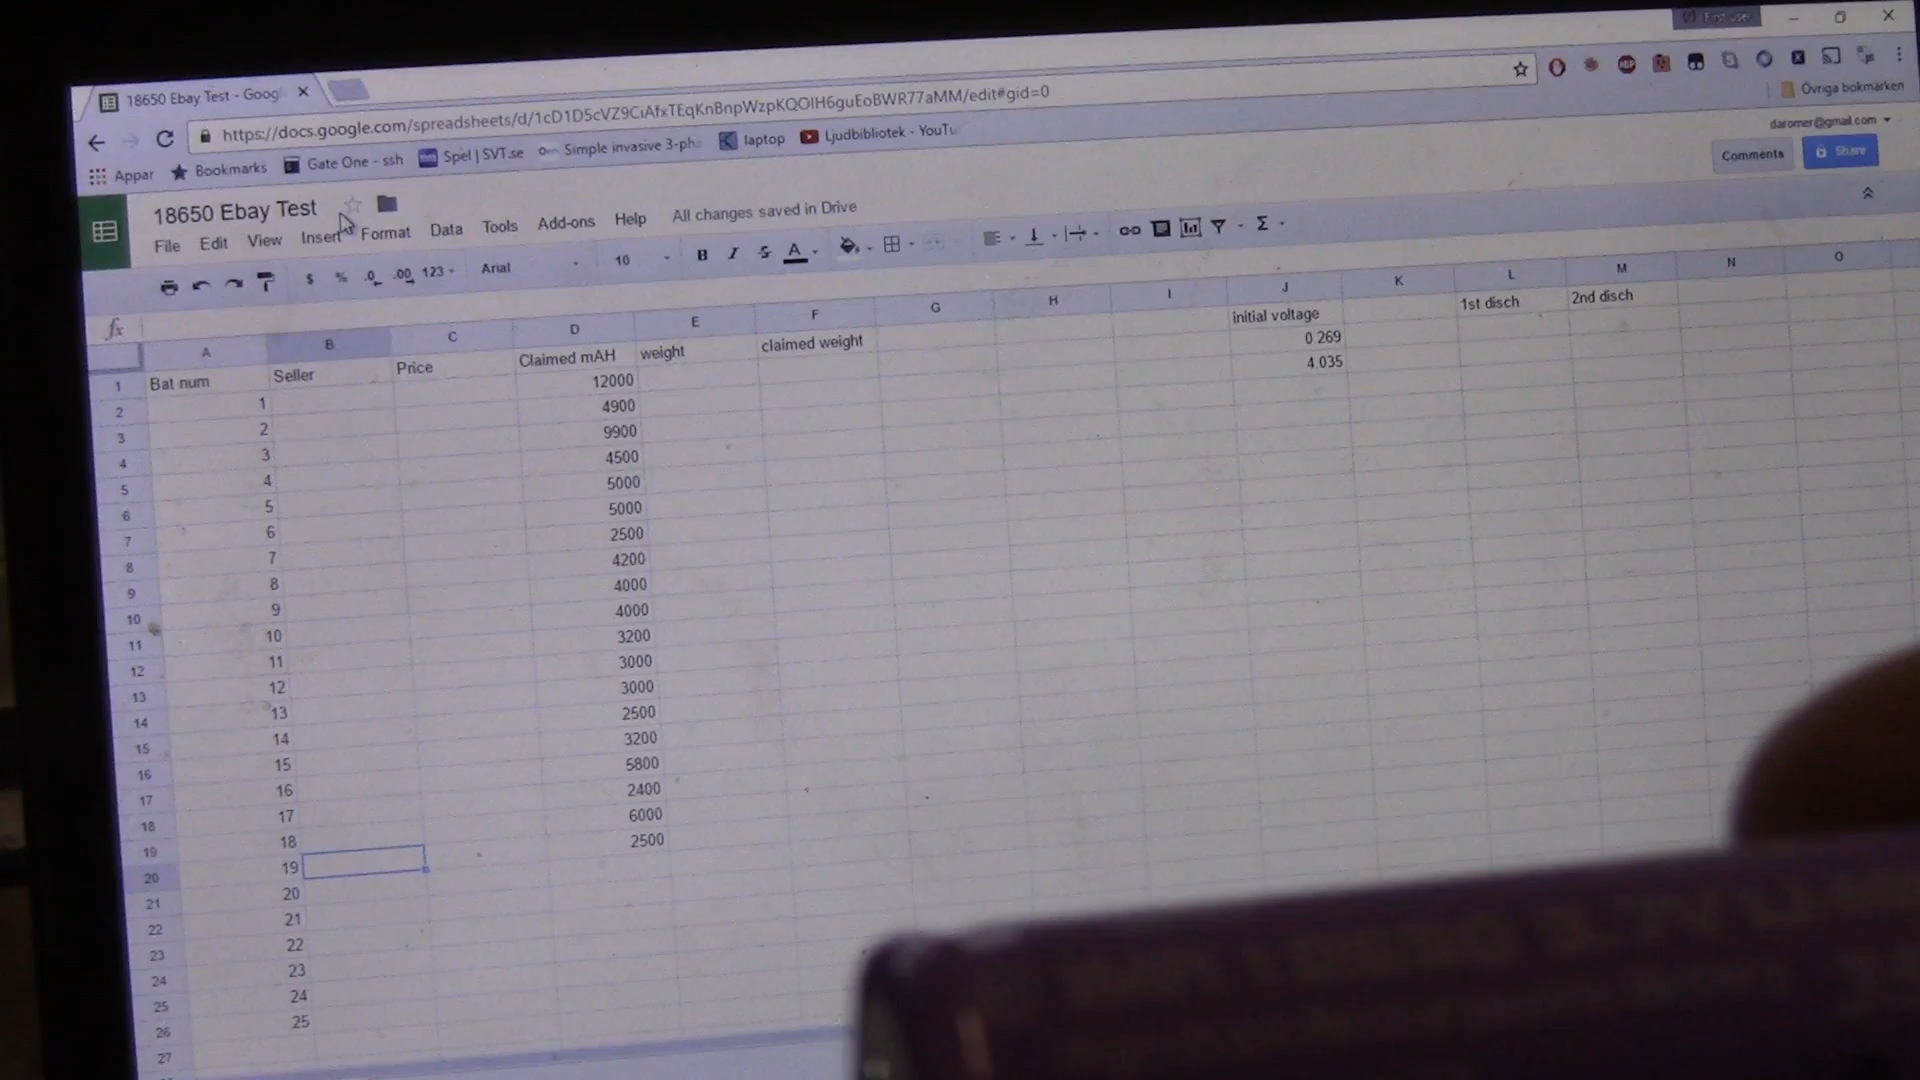 18650 Ebay Test - Goog
https://docs.google.com/spreadsheets/d/1cD1D5cVZ9CiAfxTEqKnBnpWzpKQOIH6guEoBWR77aMM/edit#gid=0
Appar Bookmarks Gate One - ssh Spel | SVT.se Simple invasive 3-ph laptop Ljudbibliotek - YouTu Övriga bokmärken
daromer@gmail.com
18650 Ebay Test Comments Share
File Edit View Insert Format Data Tools Add-ons Help All changes saved in Drive
$ % .0 .00 123 Arial 10 B I S A Σ
fx
A B C D E F G H I J K L M N O
1 Bat num Seller Price Claimed mAH weight claimed weight initial voltage 1st disch 2nd disch
2 1 12000 0.269
3 2 4900 4.035
4 3 9900
5 4 4500
6 5 5000
7 6 5000
8 7 2500
9 8 4200
10 9 4000
11 10 4000
12 11 3200
13 12 3000
14 13 3000
15 14 2500
16 15 3200
17 16 5800
18 17 2400
19 18 6000
20 19 2500
21 20
22 21
23 22
24 23
25 24
26 25
27